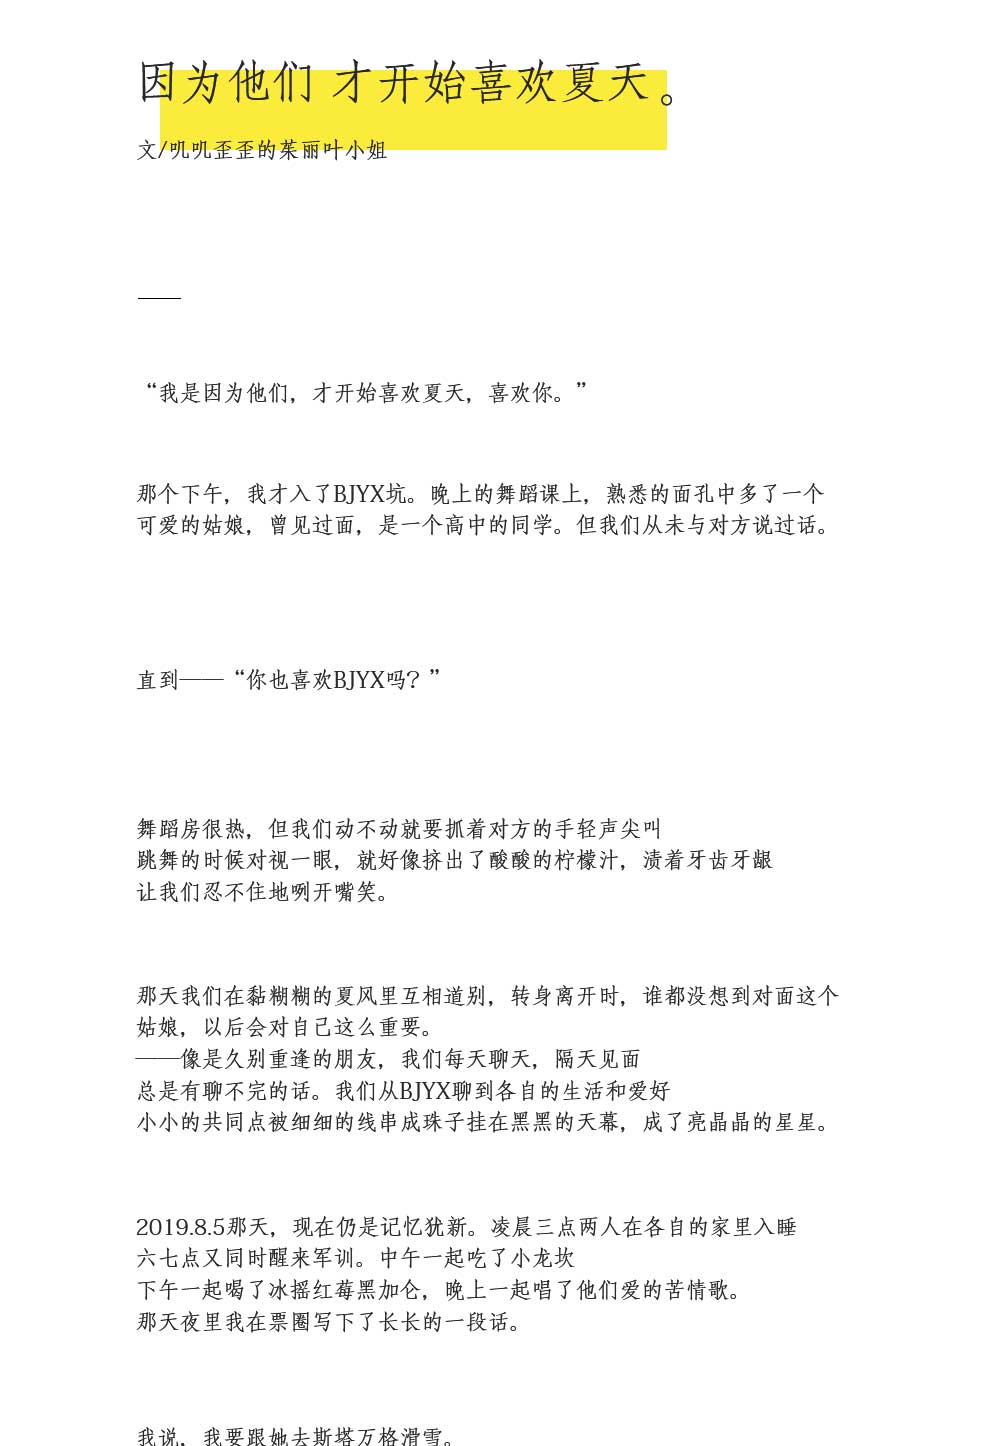 因为他们 才开始喜欢夏天。
文/叽叽歪歪的茱丽叶小姐
——
“我是因为他们，才开始喜欢夏天，喜欢你。”
那个下午，我才入了BJYX坑。晚上的舞蹈课上，熟悉的面孔中多了一个
可爱的姑娘，曾见过面，是一个高中的同学。但我们从未与对方说过话。
直到——“你也喜欢BJYX吗？”
舞蹈房很热，但我们动不动就要抓着对方的手轻声尖叫
跳舞的时候对视一眼，就好像挤出了酸酸的柠檬汁，渍着牙齿牙龈
让我们忍不住地咧开嘴笑。
那天我们在黏糊糊的夏风里互相道别，转身离开时，谁都没想到对面这个
姑娘，以后会对自己这么重要。
——像是久别重逢的朋友，我们每天聊天，隔天见面
总是有聊不完的话。我们从BJYX聊到各自的生活和爱好
小小的共同点被细细的线串成珠子挂在黑黑的天幕，成了亮晶晶的星星。
2019.8.5那天，现在仍是记忆犹新。凌晨三点两人在各自的家里入睡
六七点又同时醒来军训。中午一起吃了小龙坎
下午一起喝了冰摇红莓黑加仑，晚上一起唱了他们爱的苦情歌。
那天夜里我在票圈写下了长长的一段话。
我说，我要跟她去斯塔万格滑雪。